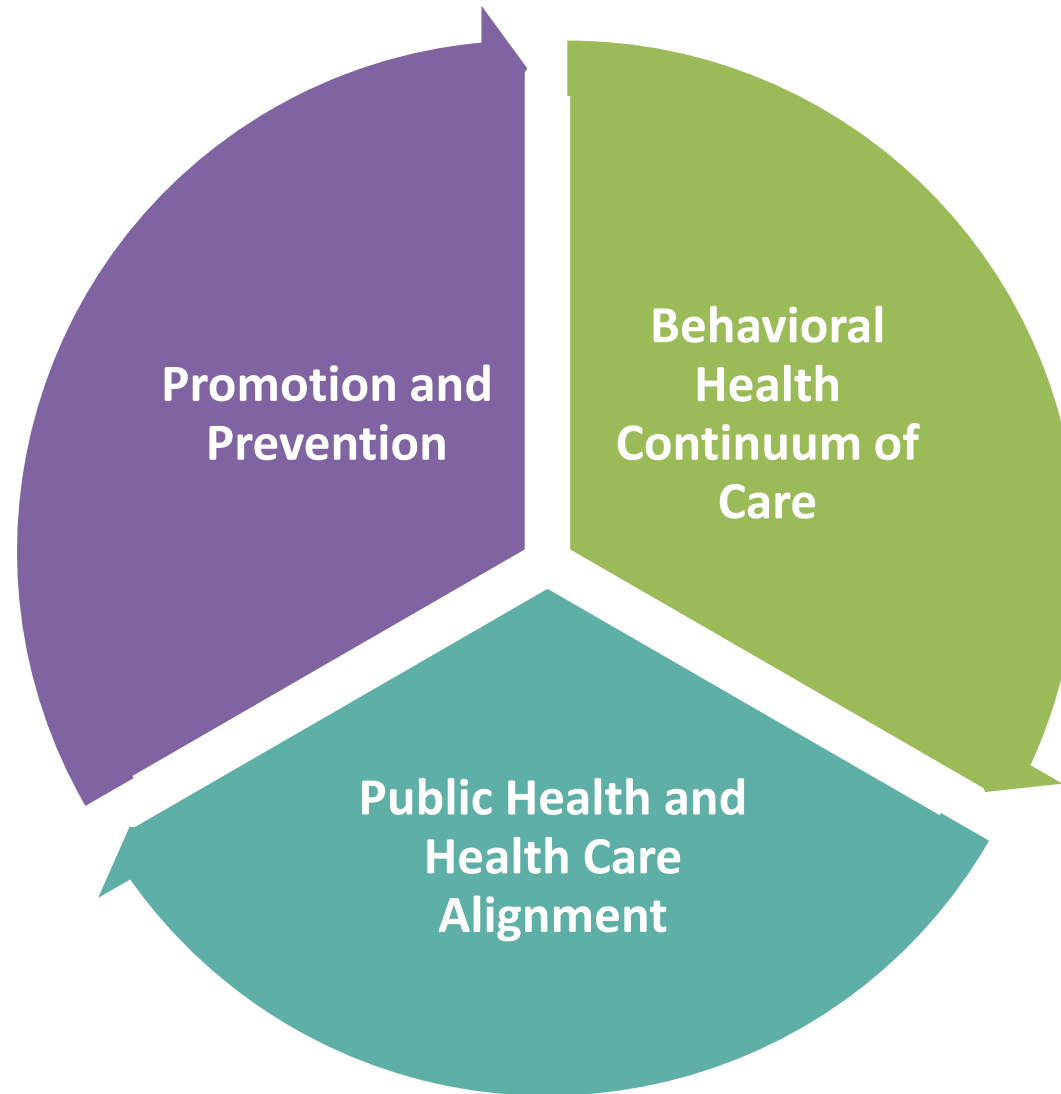 Promotion and
Prevention
Behavioral
Health
Continuum of
Care
Public Health and
Health Care
Alignment